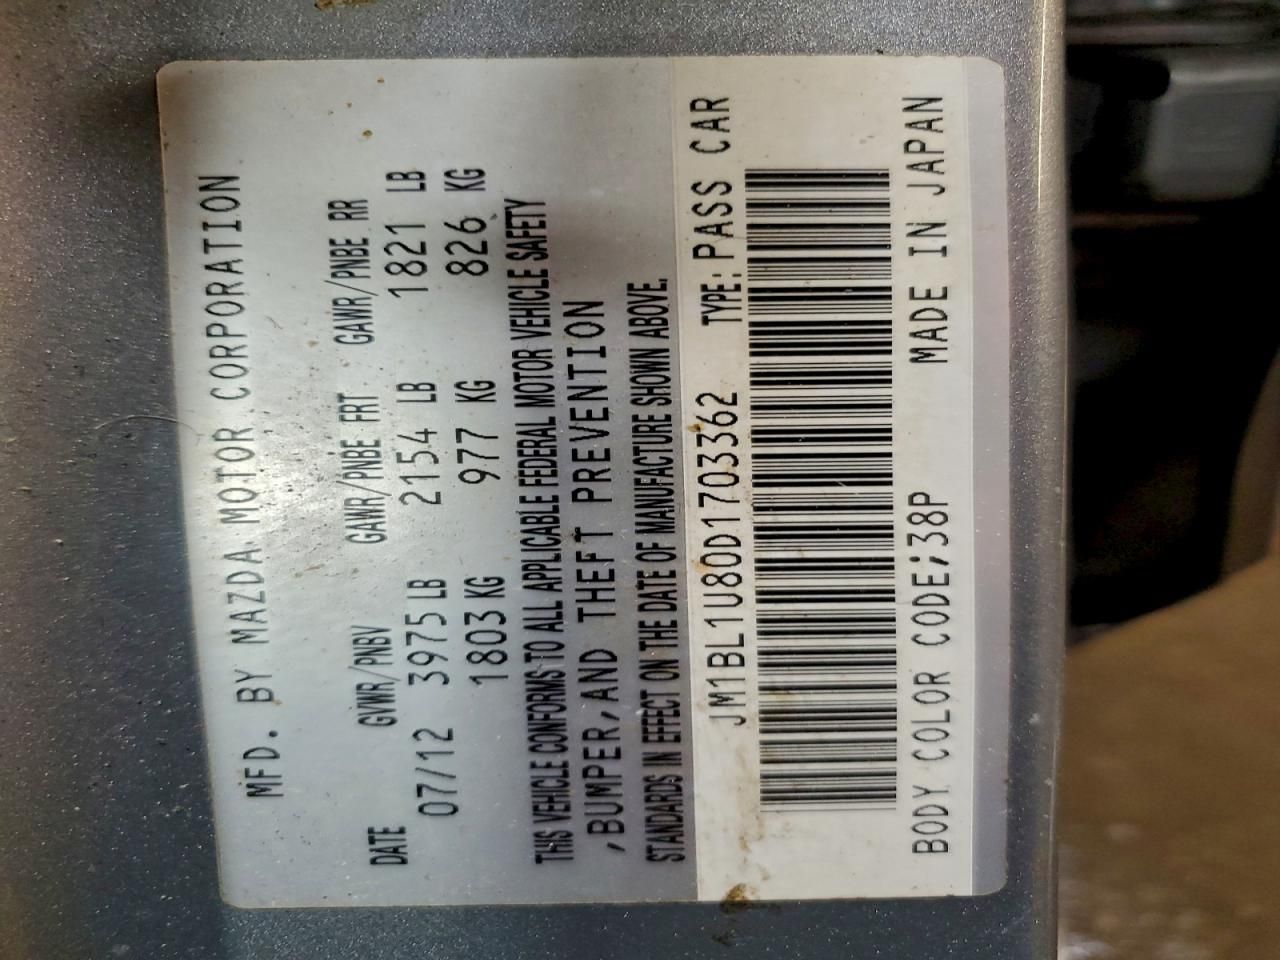 MFD. BY MAZDA MOTOR CORPORATION
DATE GVWR/PNBV GAWR/PNBE FRT GAWR/PNBE RR
07/12 3975 LB 2154 LB 1821 LB
1803 KG 977 KG 826 KG
THIS VEHICLE CONFORMS TO ALL APPLICABLE FEDERAL MOTOR VEHICLE SAFETY
,BUMPER,AND THEFT PREVENTION
STANDARDS IN EFFECT ON THE DATE OF MANUFACTURE SHOWN ABOVE.
JM1BL1U80D1703362 TYPE: PASS CAR
BODY COLOR CODE;38P MADE IN JAPAN